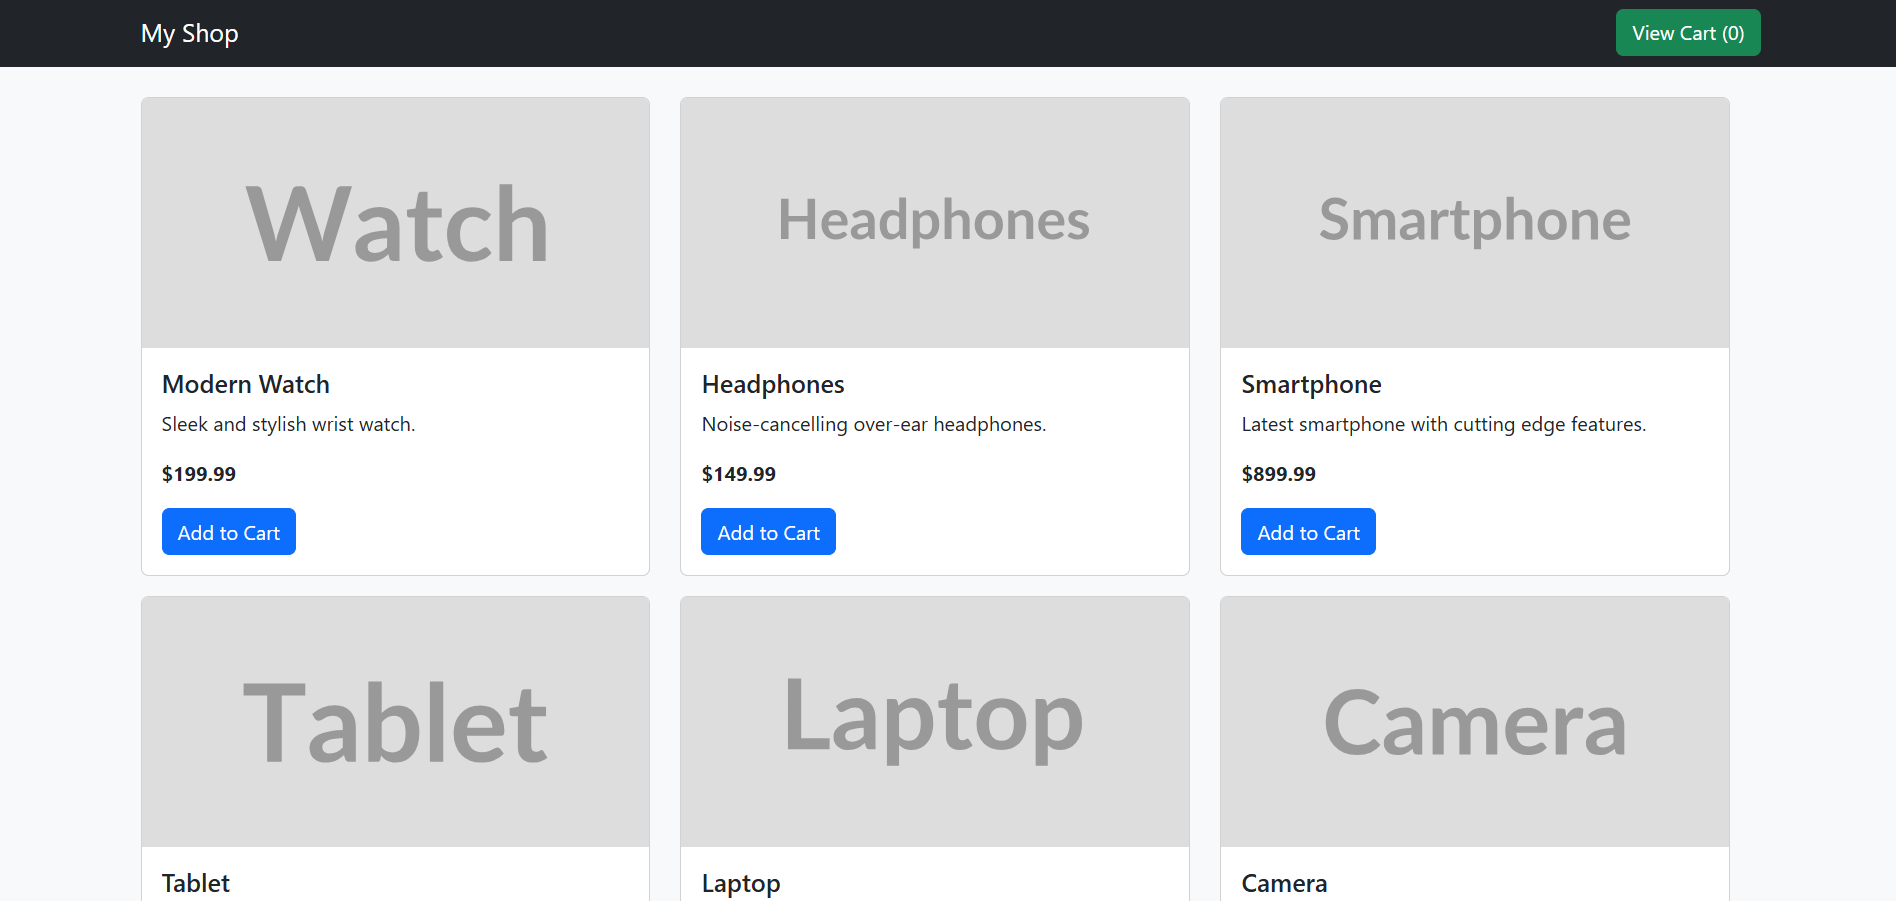 My Shop
View Cart (0)
Watch
Headphones
Smartphone
Modern Watch
Sleek and stylish wrist watch.
$199.99
Add to Cart
Headphones
Noise-cancelling over-ear headphones.
$149.99
Add to Cart
Smartphone
Latest smartphone with cutting edge features.
$899.99
Add to Cart
Tablet
Laptop
Camera
Tablet
Laptop
Camera